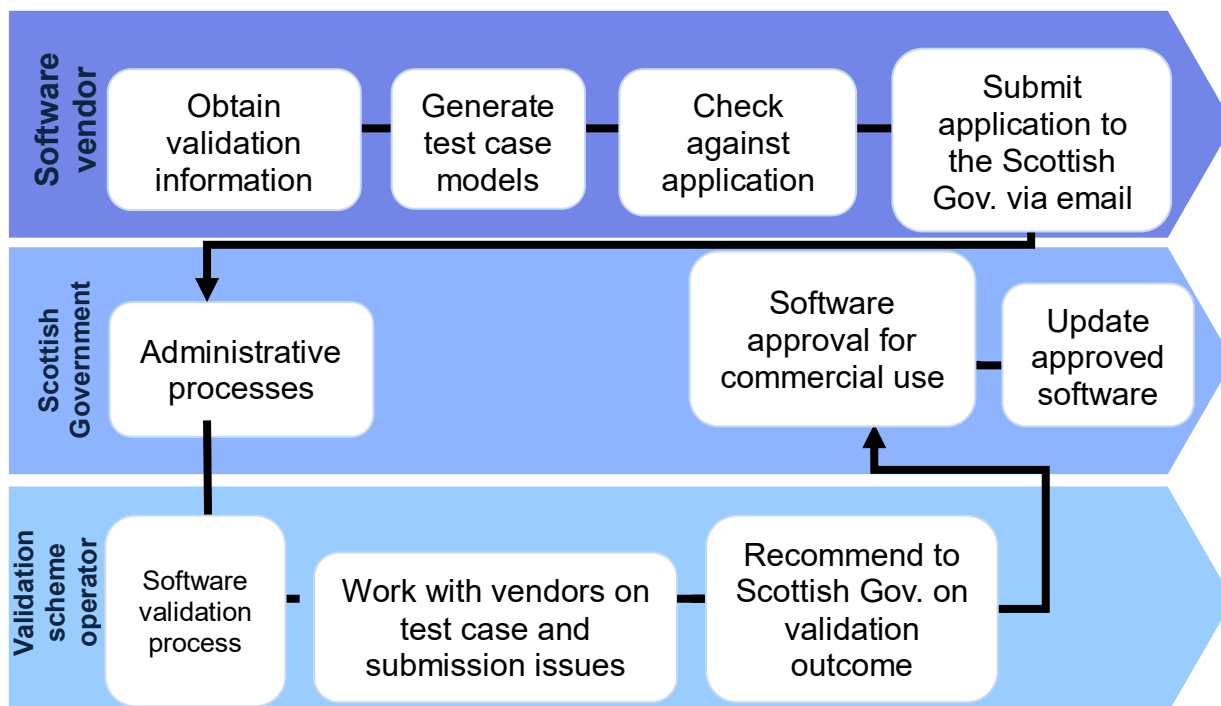 Software
vendor
Obtain
validation
information
Generate
test case
models
Check
against
application
Submit
application to
the Scottish
Gov. via email
Scottish
Government
Administrative
processes
Software
approval for
commercial use
Update
approved
software
Validation
scheme
operator
Software
validation
process
Work with vendors on
test case and
submission issues
Recommend to
Scottish Gov. on
validation
outcome